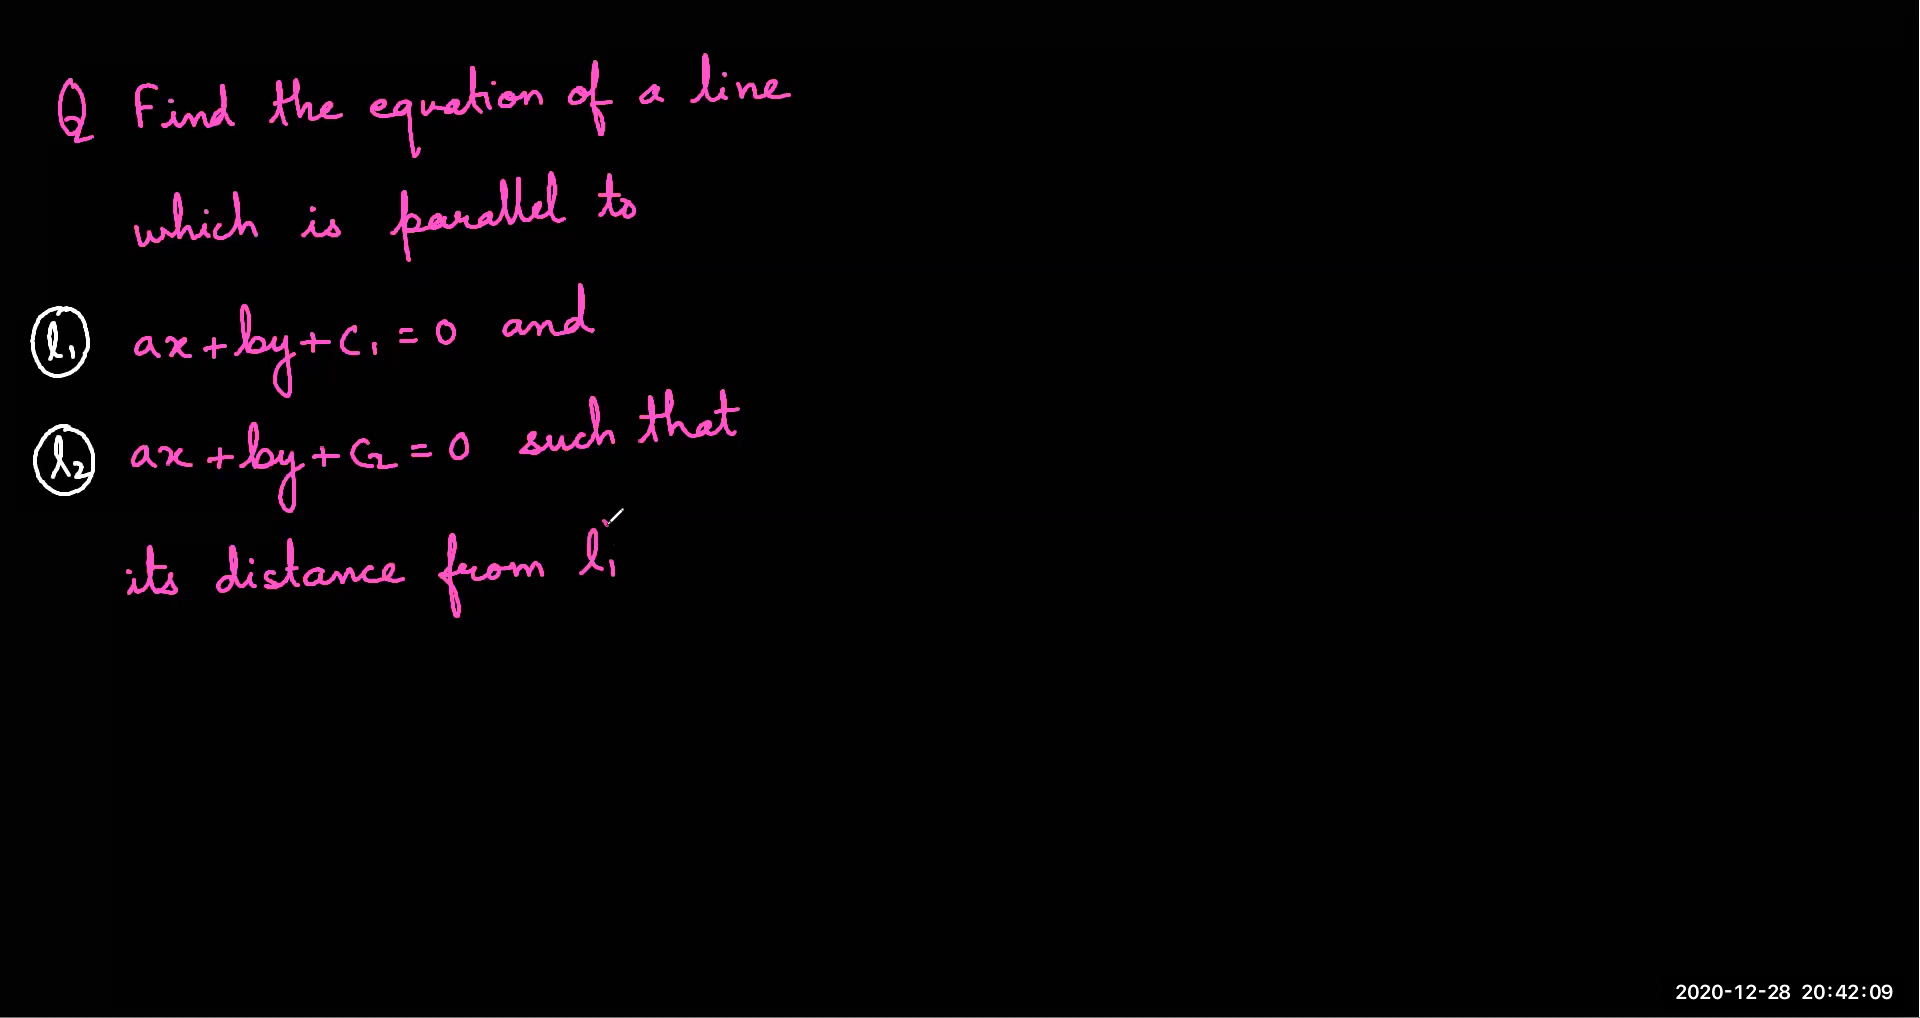 Q Find the equation of a line
which is parallel to
l₁ ax + by + c₁ = 0 and
l₂ ax + by + c₂ = 0 such that
its distance from l₁
2020-12-28 20:42:09